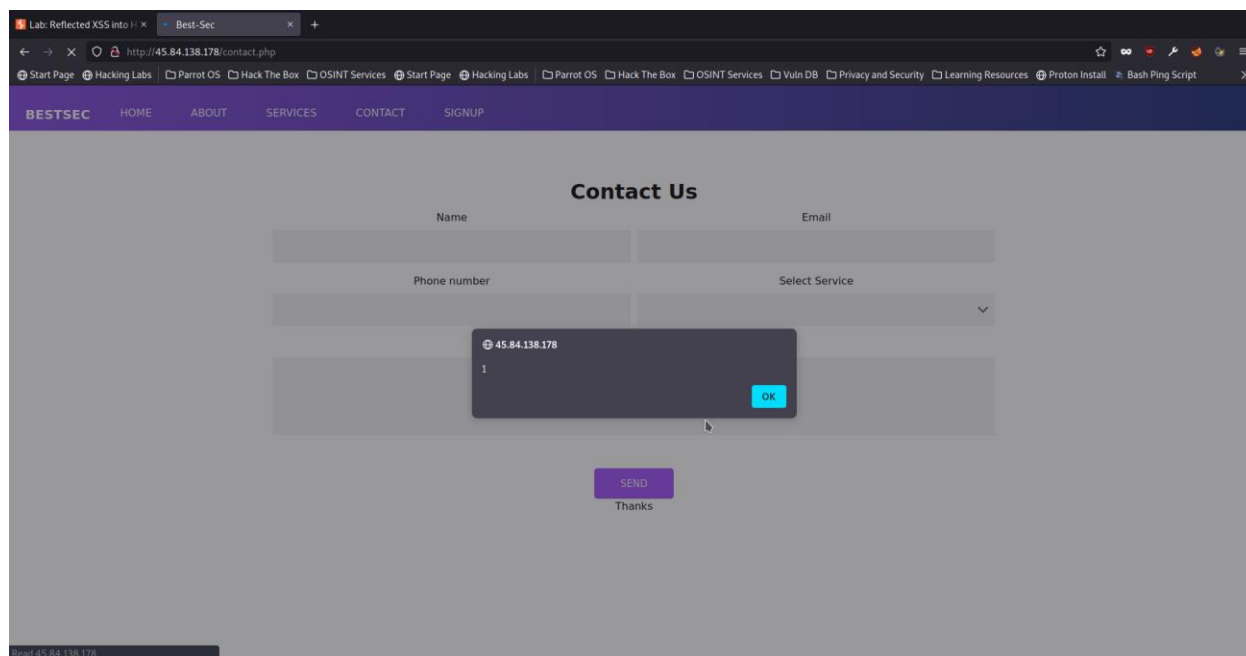 Lab: Reflected XSS into H × Best-Sec × +
http://45.84.138.178/contact.php
Start Page Hacking Labs Parrot OS Hack The Box OSINT Services Start Page Hacking Labs Parrot OS Hack The Box OSINT Services Vuln DB Privacy and Security Learning Resources Proton Install Bash Ping Script
BESTSEC HOME ABOUT SERVICES CONTACT SIGNUP
Contact Us
Name Email
Phone number Select Service
45.84.138.178
1
OK
SEND
Thanks
Read 45.84.138.178